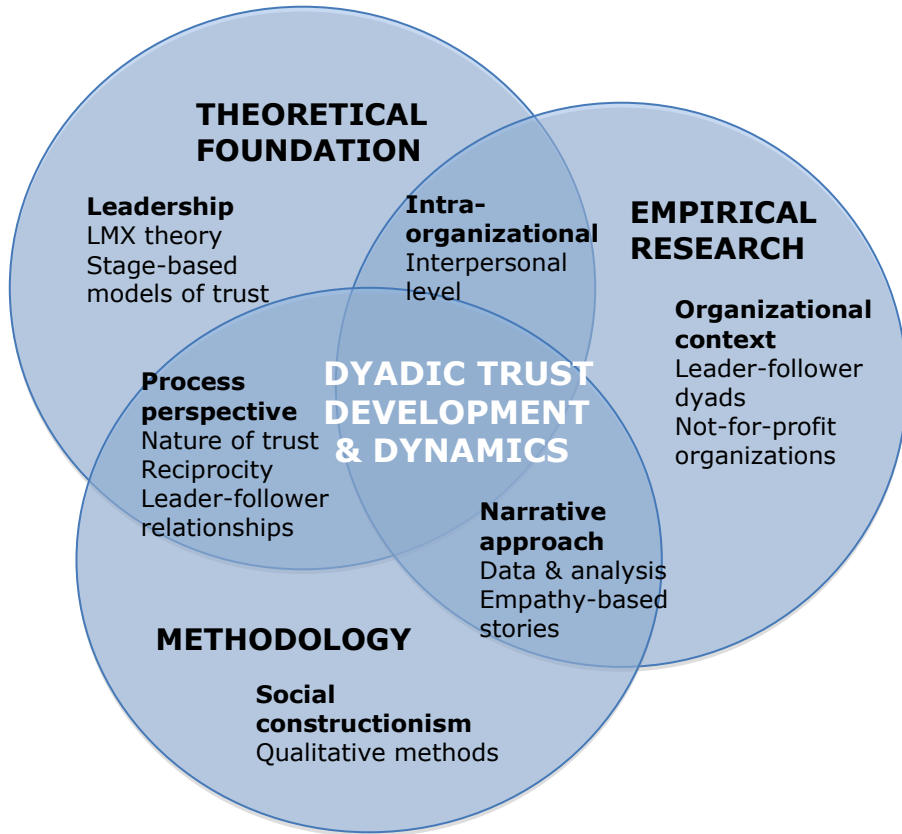 THEORETICAL
FOUNDATION
Leadership
LMX theory
Stage-based
models of trust
Intra-
organizational
Interpersonal
level
EMPIRICAL
RESEARCH
Organizational
context
Leader-follower
dyads
Not-for-profit
organizations
Process
perspective
Nature of trust
Reciprocity
Leader-follower
relationships
DYADIC TRUST
DEVELOPMENT
& DYNAMICS
Narrative
approach
Data & analysis
Empathy-based
stories
METHODOLOGY
Social
constructionism
Qualitative methods